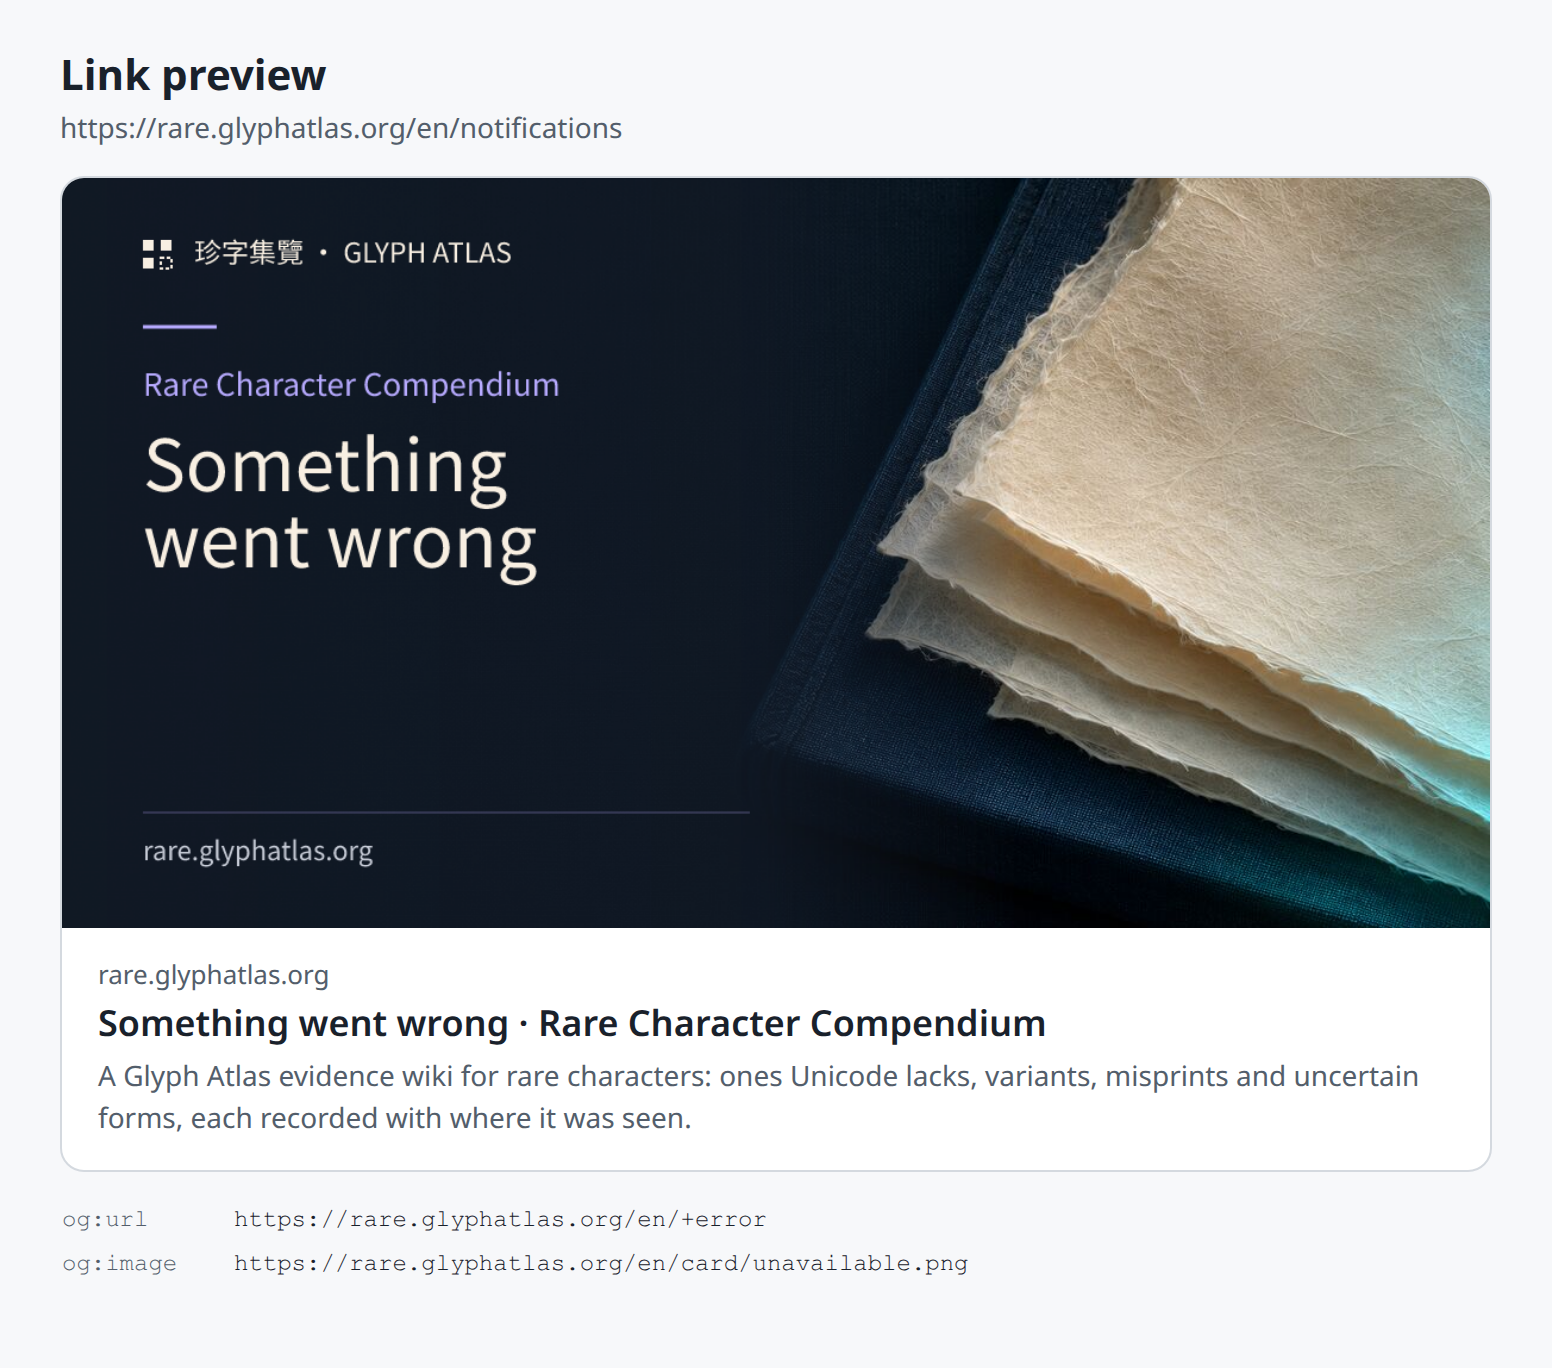 Link preview
https://rare.glyphatlas.org/en/notifications
珍字集覽 · GLYPH ATLAS
Rare Character Compendium
Something
went wrong
rare.glyphatlas.org
rare.glyphatlas.org
Something went wrong · Rare Character Compendium
A Glyph Atlas evidence wiki for rare characters: ones Unicode lacks, variants, misprints and uncertain
forms, each recorded with where it was seen.
og:url https://rare.glyphatlas.org/en/+error
og:image https://rare.glyphatlas.org/en/card/unavailable.png